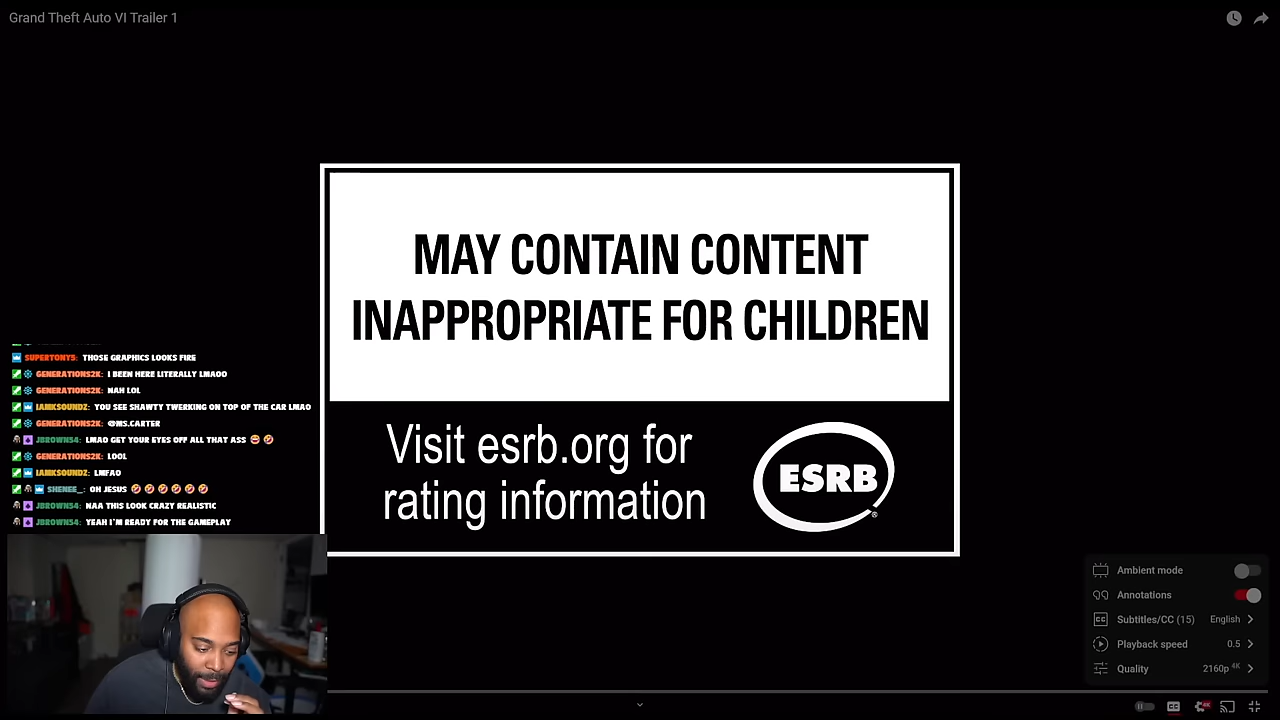 Grand Theft Auto VI Trailer 1
MAY CONTAIN CONTENT
INAPPROPRIATE FOR CHILDREN
Visit esrb.org for
rating information
ESRB
®
SUPERTONY5: THOSE GRAPHICS LOOKS FIRE
GENERATIONS2K: I BEEN HERE LITERALLY LMAOO
GENERATIONS2K: NAH LOL
IAMKSOUNDZ: YOU SEE SHAWTY TWERKING ON TOP OF THE CAR LMAO
GENERATIONS2K: @MS.CARTER
JBROWN54: LMAO GET YOUR EYES OFF ALL THAT ASS 😂 🤣
GENERATIONS2K: LOOL
IAMKSOUNDZ: LMFAO
SHENEE_: OH JESUS 🤣 🤣 🤣 🤣 🤣 🤣
JBROWN54: NAA THIS LOOK CRAZY REALISTIC
JBROWN54: YEAH I'M READY FOR THE GAMEPLAY
Ambient mode
Annotations
Subtitles/CC (15) English
Playback speed 0.5
Quality 2160p 4K